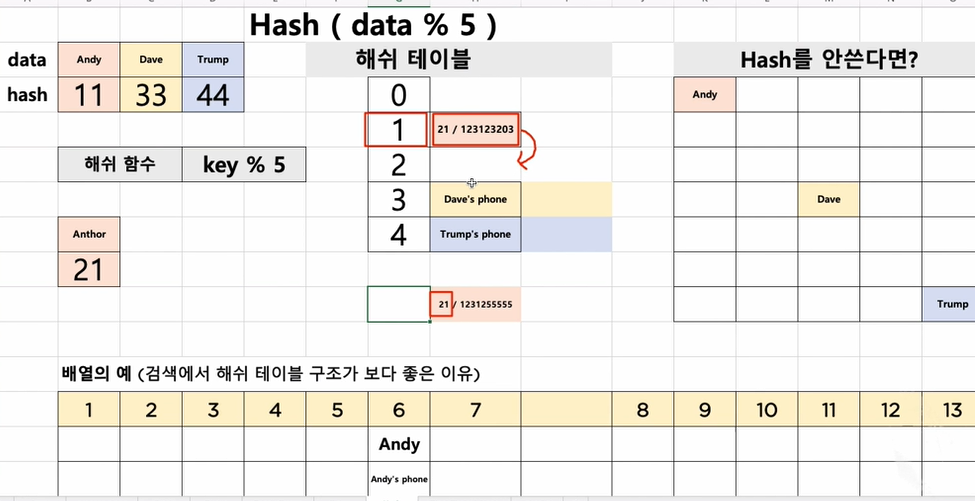 Hash ( data % 5 )
data Andy Dave Trump 해쉬 테이블 Hash를 안쓴다면?
hash 11 33 44 0 Andy
1 21 / 123123203
해쉬 함수 key % 5 2
3 Dave's phone Dave
Anthor 4 Trump's phone
21
21 / 1231255555 Trump
배열의 예 (검색에서 해쉬 테이블 구조가 보다 좋은 이유)
1 2 3 4 5 6 7 8 9 10 11 12 13
Andy
Andy's phone